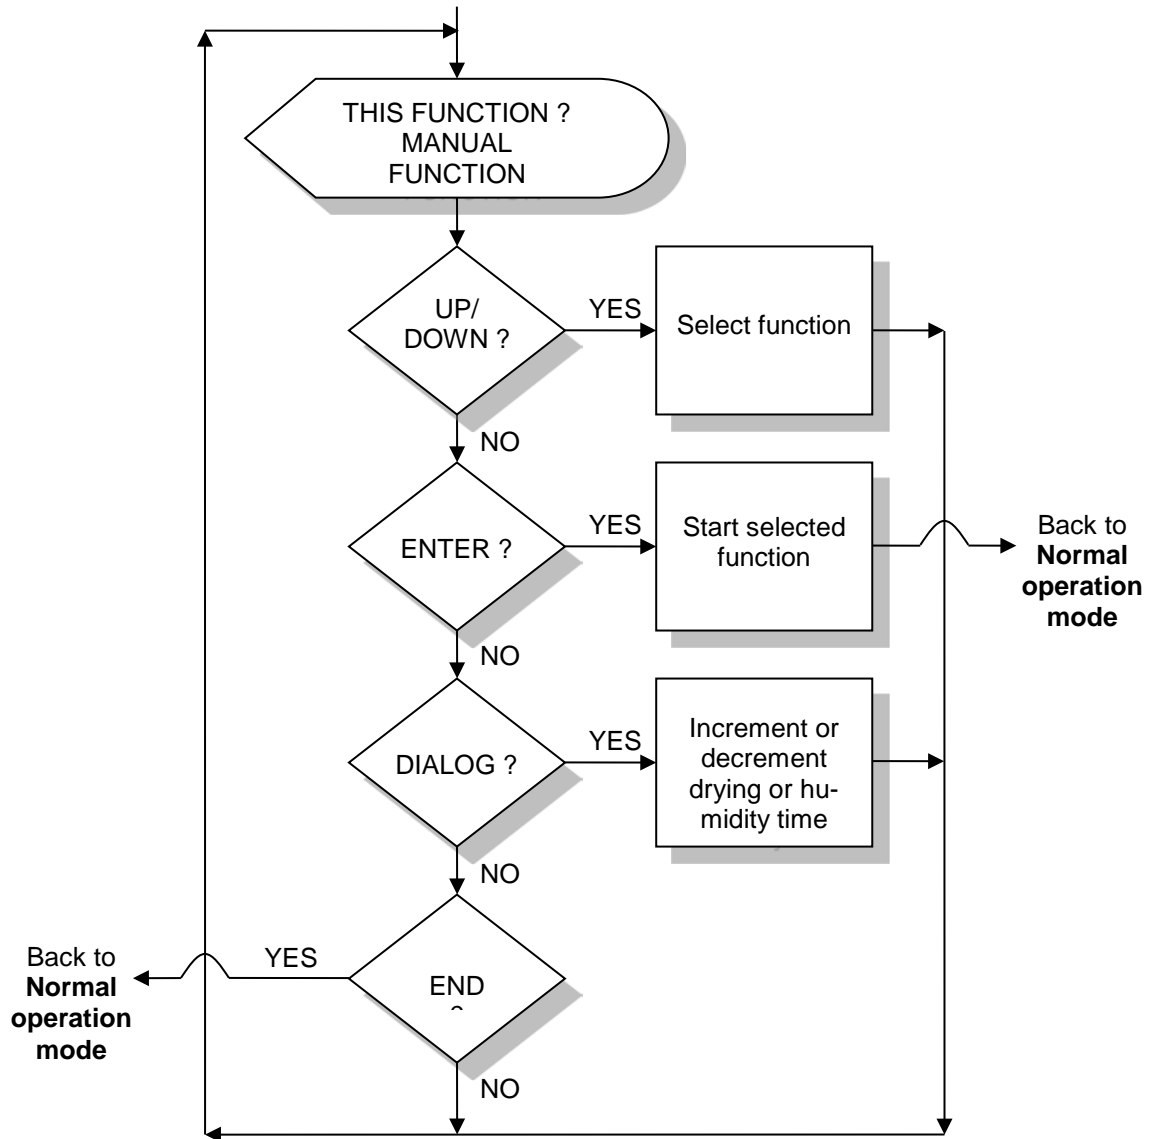 THIS FUNCTION ?
MANUAL
FUNCTION
UP/
DOWN ?
YES
Select function
NO
ENTER ?
YES
Start selected
function
Back to
Normal
operation
mode
NO
DIALOG ?
YES
Increment or
decrement
drying or hu-
midity time
NO
END
?
YES
Back to
Normal
operation
mode
NO